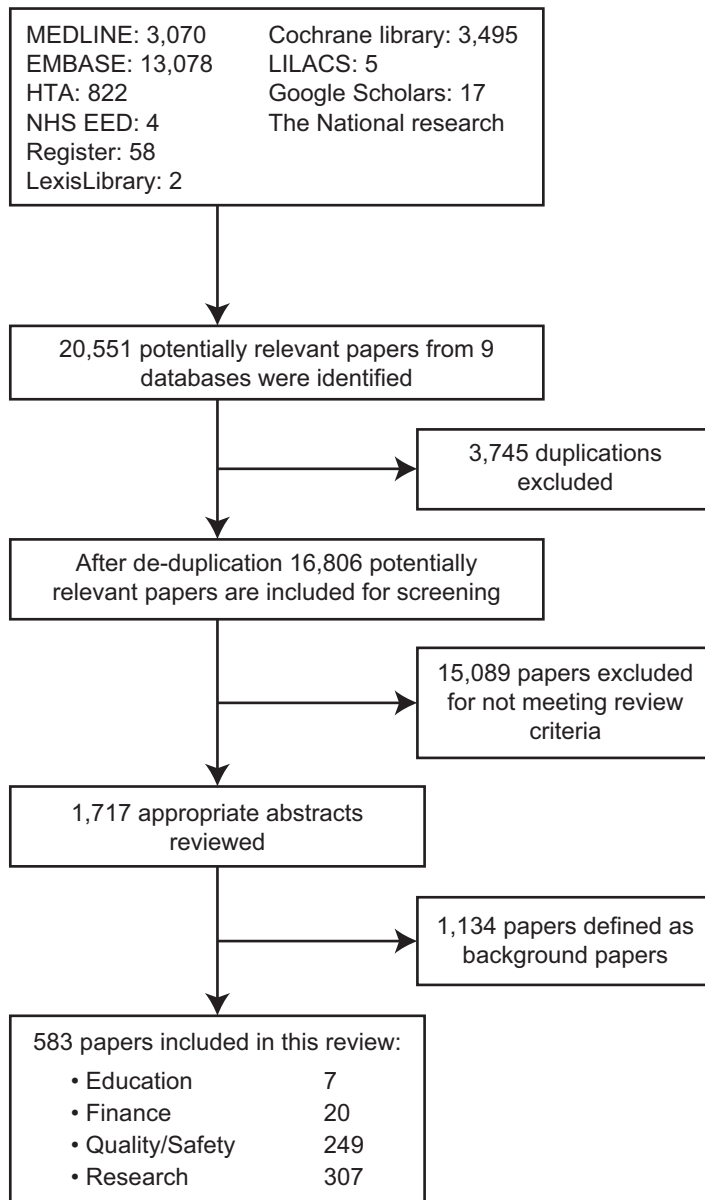 MEDLINE: 3,070
EMBASE: 13,078
HTA: 822
NHS EED: 4
Register: 58
LexisLibrary: 2
Cochrane library: 3,495
LILACS: 5
Google Scholars: 17
The National research
20,551 potentially relevant papers from 9
databases were identified
3,745 duplications
excluded
After de-duplication 16,806 potentially
relevant papers are included for screening
15,089 papers excluded
for not meeting review
criteria
1,717 appropriate abstracts
reviewed
1,134 papers defined as
background papers
583 papers included in this review:
• Education 7
• Finance 20
• Quality/Safety 249
• Research 307